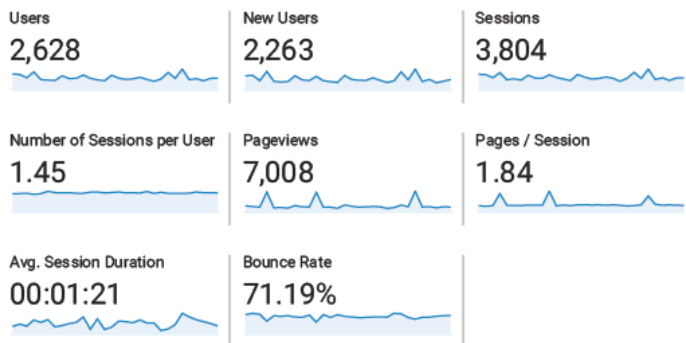 Users
2,628
New Users
2,263
Sessions
3,804
Number of Sessions per User
1.45
Pageviews
7,008
Pages / Session
1.84
Avg. Session Duration
00:01:21
Bounce Rate
71.19%